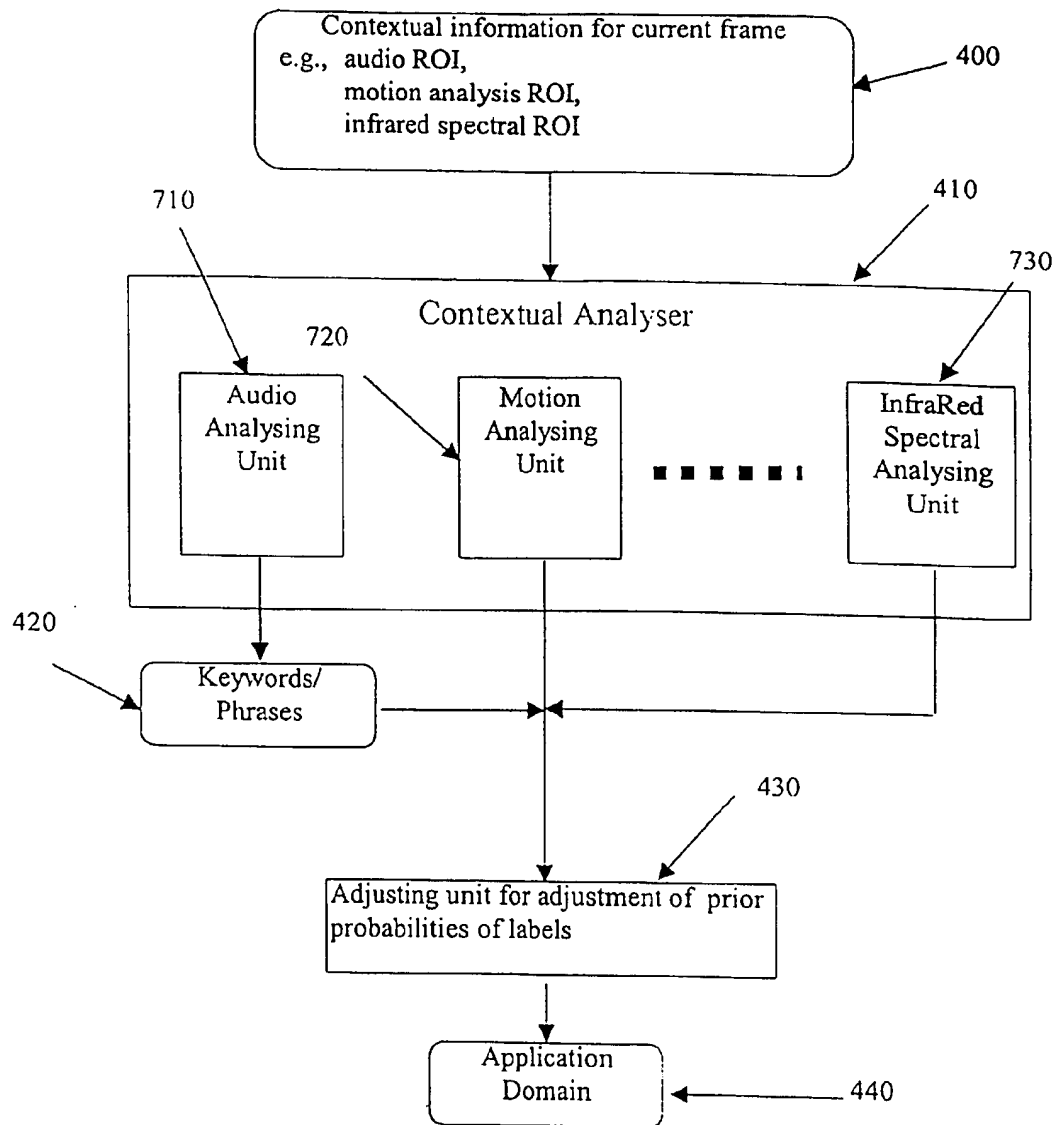 Contextual information for current frame
e.g., audio ROI,
motion analysis ROI,
infrared spectral ROI
400
710
410
730
Contextual Analyser
720
Audio
Analysing
Unit
Motion
Analysing
Unit
InfraRed
Spectral
Analysing
Unit
420
Keywords/
Phrases
430
Adjusting unit for adjustment of prior
probabilities of labels
Application
Domain
440